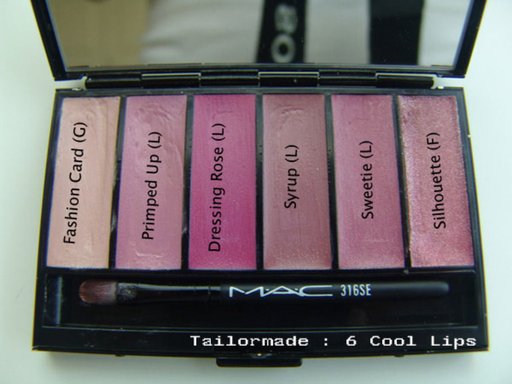 Fashion Card (G)
Primped Up (L)
Dressing Rose (L)
Syrup (L)
Sweetie (L)
Silhouette (F)
MAC 316SE
Tailormade : 6 Cool Lips